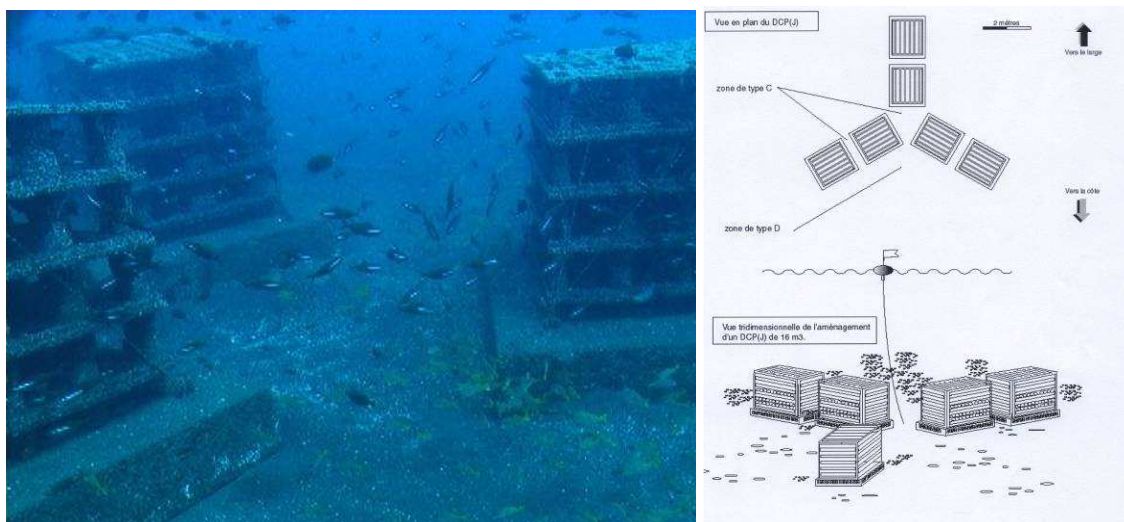 Vue en plan du DCP(J)
2 mètres
Vers le large
zone de type C
Vers la côte
zone de type D
Vue tridimensionnelle de l'aménagement
d'un DCP(J) de 16 m3.